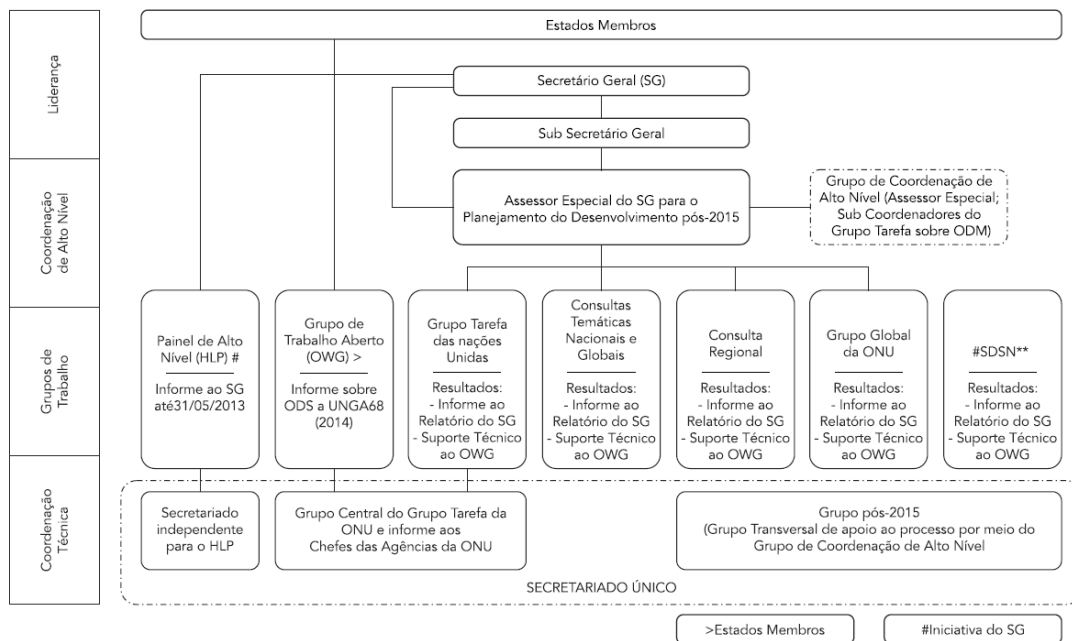 Liderança
Coordenação
de Alto Nível
Grupos de
Trabalho
Coordenação
Técnica
Estados Membros
Secretário Geral (SG)
Sub Secretário Geral
Assessor Especial do SG para o
Planejamento do Desenvolvimento pós-2015
Grupo de Coordenação de
Alto Nível (Assessor Especial;
Sub Coordenadores do
Grupo Tarefa sobre ODM)
Painel de Alto
Nível (HLP) #
Informe ao SG
até31/05/2013
Grupo de
Trabalho Aberto
(OWG) >
Informe sobre
ODS a UNGA68
(2014)
Grupo Tarefa
das nações
Unidas
Resultados:
- Informe ao
Relatório do SG
- Suporte Técnico
ao OWG
Consultas
Temáticas
Nacionais e
Globais
Resultados:
- Informe ao
Relatório do SG
- Suporte Técnico
ao OWG
Consulta
Regional
Resultados:
- Informe ao
Relatório do SG
- Suporte Técnico
ao OWG
Grupo Global
da ONU
Resultados:
- Informe ao
Relatório do SG
- Suporte Técnico
ao OWG
#SDSN**
Resultados:
- Informe ao
Relatório do SG
- Suporte Técnico
ao OWG
Secretariado
independente
para o HLP
Grupo Central do Grupo Tarefa da
ONU e informe aos
Chefes das Agências da ONU
Grupo pós-2015
(Grupo Transversal de apoio ao processo por meio do
Grupo de Coordenação de Alto Nível
SECRETARIADO ÚNICO
>Estados Membros
#Iniciativa do SG